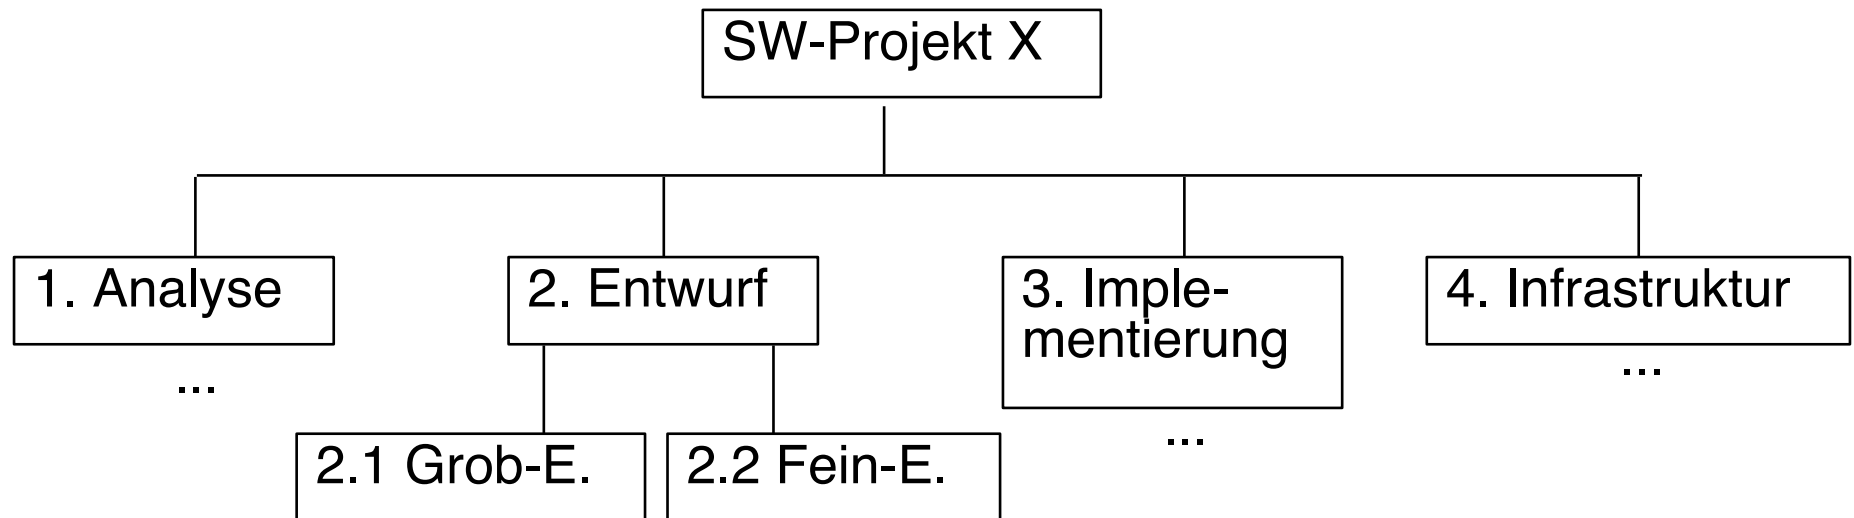 SW-Projekt X
1. Analyse
2. Entwurf
3. Imple-
mentierung
4. Infrastruktur
...
...
...
2.1 Grob-E.
2.2 Fein-E.